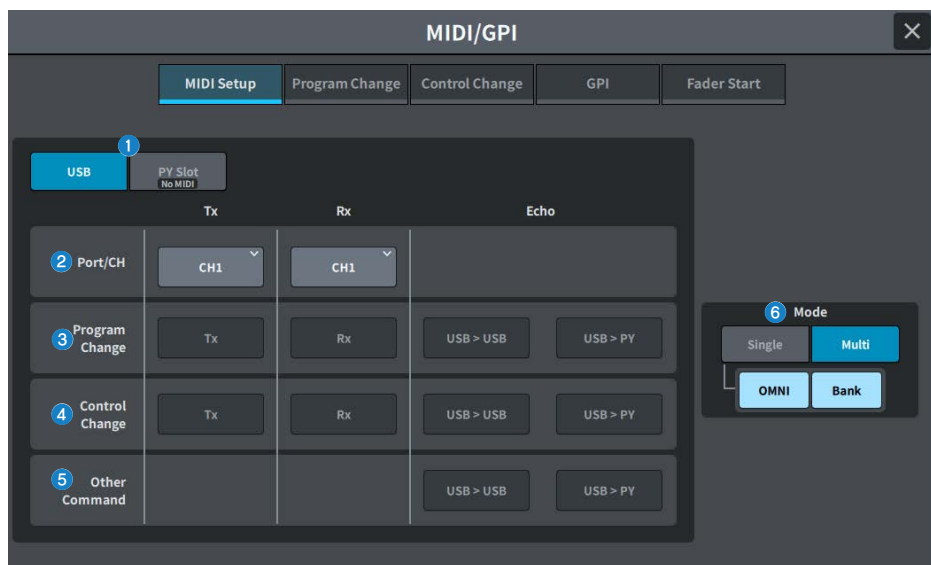 MIDI/GPI
MIDI Setup Program Change Control Change GPI Fader Start
1
USB PY Slot
No MIDI
Tx Rx Echo
2 Port/CH CH1 CH1
3 Program
Change
Tx Rx USB > USB USB > PY
4 Control
Change
Tx Rx USB > USB USB > PY
5 Other
Command
USB > USB USB > PY
6 Mode
Single Multi
OMNI Bank